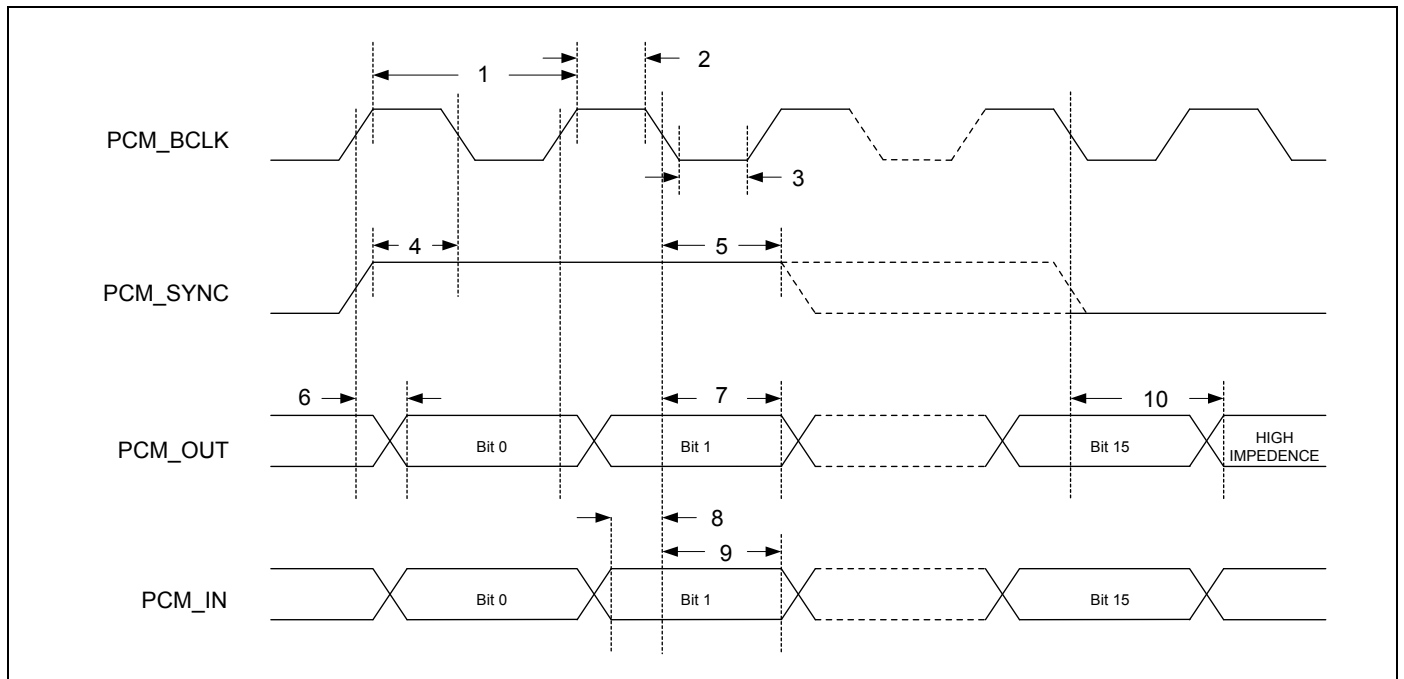 1
2
PCM_BCLK
3
4
5
PCM_SYNC
6
7
10
PCM_OUT
Bit 0
Bit 1
Bit 15
HIGH
IMPEDENCE
8
9
PCM_IN
Bit 0
Bit 1
Bit 15